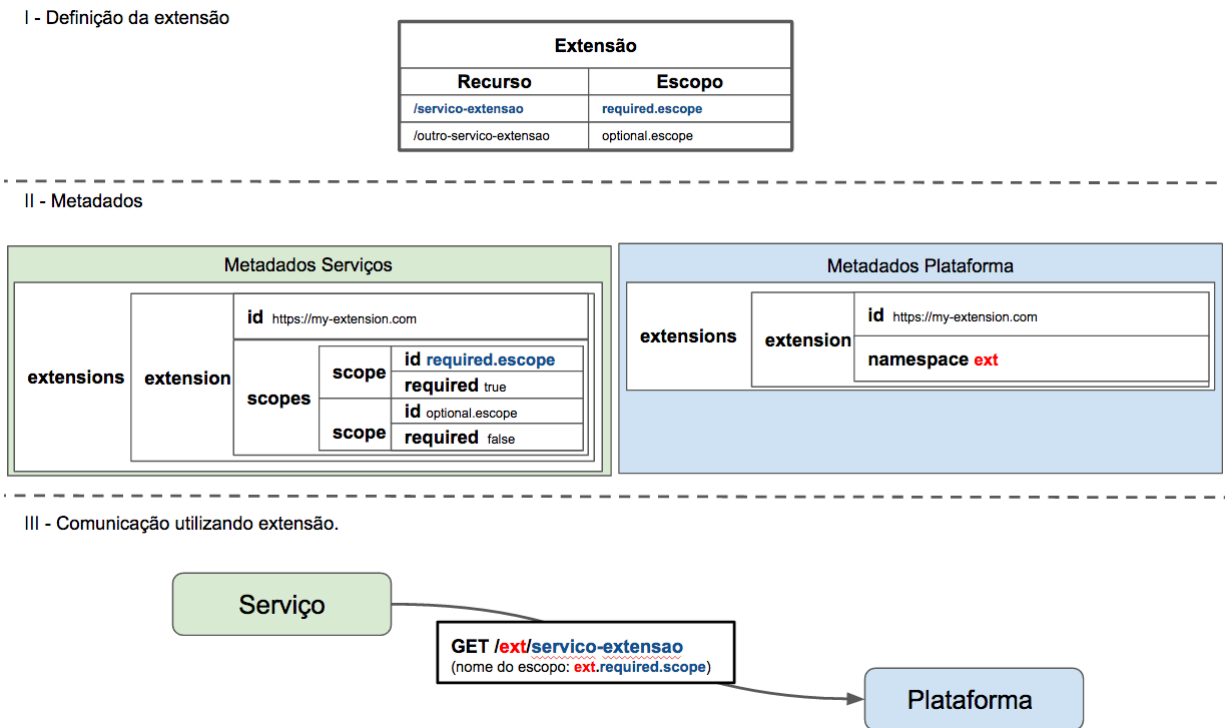 I - Definição da extensão
Extensão
Recurso Escopo
/servico-extensao required.escope
/outro-servico-extensao optional.escope
II - Metadados
Metadados Serviços
extensions
extension
id https://my-extension.com
scopes
scope
id required.escope
required true
scope
id optional.escope
required false
Metadados Plataforma
extensions
extension
id https://my-extension.com
namespace ext
III - Comunicação utilizando extensão.
Serviço
GET /ext/servico-extensao
(nome do escopo: ext.required.scope)
Plataforma